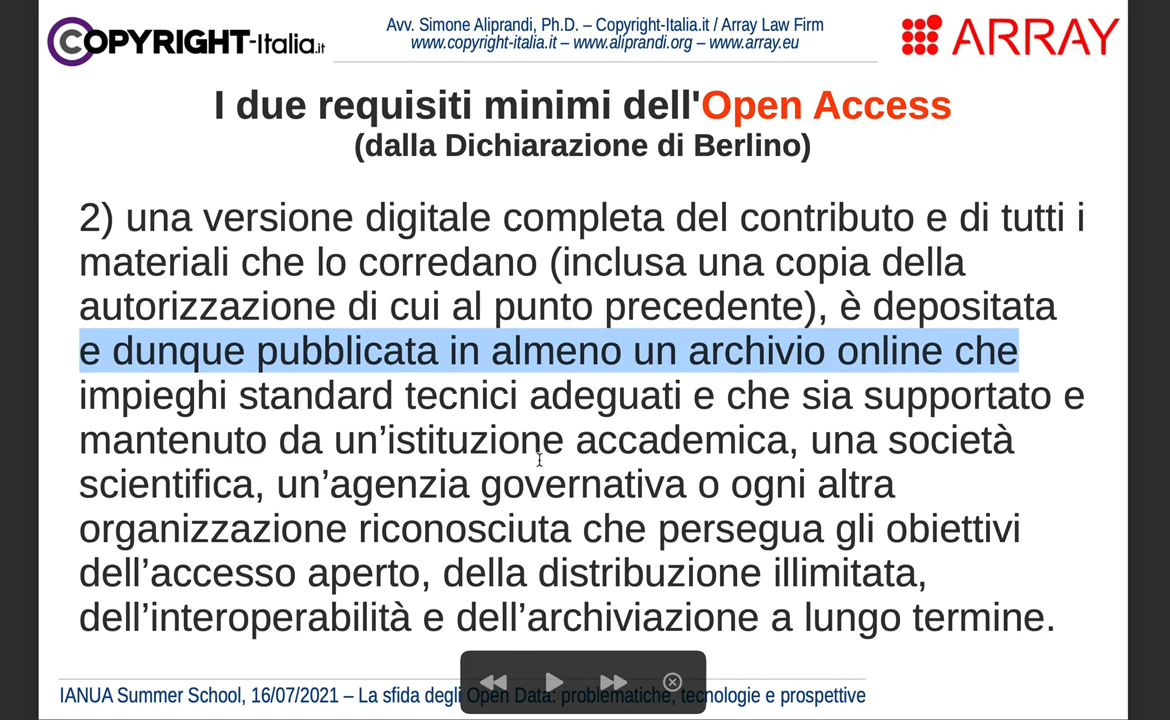 COPYRIGHT-Italia.it
Avv. Simone Aliprandi, Ph.D. – Copyright-Italia.it / Array Law Firm
www.copyright-italia.it – www.aliprandi.org – www.array.eu
ARRAY
I due requisiti minimi dell'Open Access
(dalla Dichiarazione di Berlino)
2) una versione digitale completa del contributo e di tutti i
materiali che lo corredano (inclusa una copia della
autorizzazione di cui al punto precedente), è depositata
e dunque pubblicata in almeno un archivio online che
impieghi standard tecnici adeguati e che sia supportato e
mantenuto da un’istituzione accademica, una società
scientifica, un’agenzia governativa o ogni altra
organizzazione riconosciuta che persegua gli obiettivi
dell’accesso aperto, della distribuzione illimitata,
dell’interoperabilità e dell’archiviazione a lungo termine.
IANUA Summer School, 16/07/2021 – La sfida degli Open Data: problematiche, tecnologie e prospettive